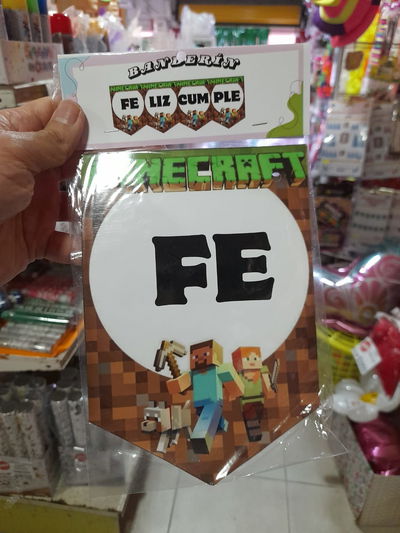 BANDERÍN
FE LIZ CUM PLE
MINECRAFT
FE